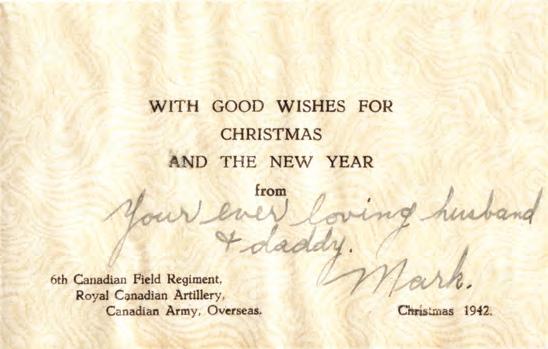 WITH GOOD WISHES FOR
CHRISTMAS
AND THE NEW YEAR
from
Your ever loving husband
& daddy.
Mark.
6th Canadian Field Regiment,
Royal Canadian Artillery,
Canadian Army, Overseas.
Christmas 1942.